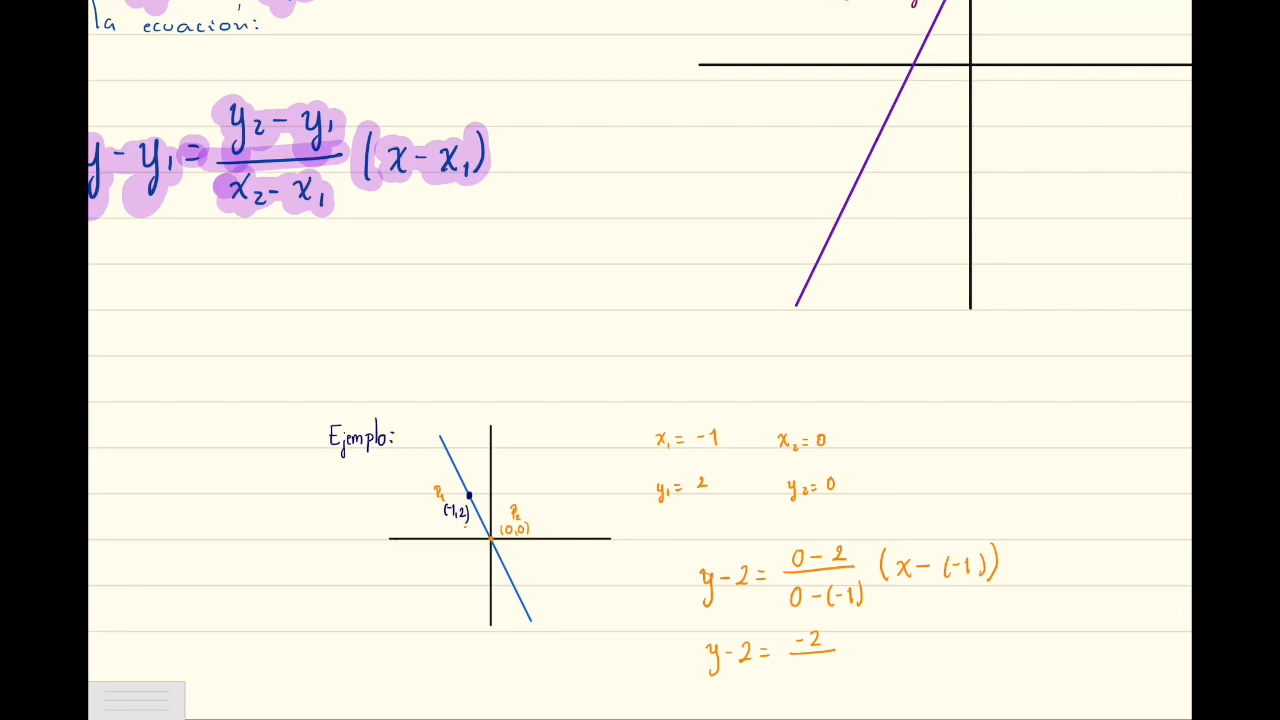 la ecuación:
y - y₁ = (y₂ - y₁)/(x₂ - x₁) (x - x₁)
Ejemplo:
P₁
(-1,2)
P₂
(0,0)
x₁ = -1 x₂ = 0
y₁ = 2 y₂ = 0
y - 2 = (0 - 2)/(0 - (-1)) (x - (-1))
y - 2 = -2/